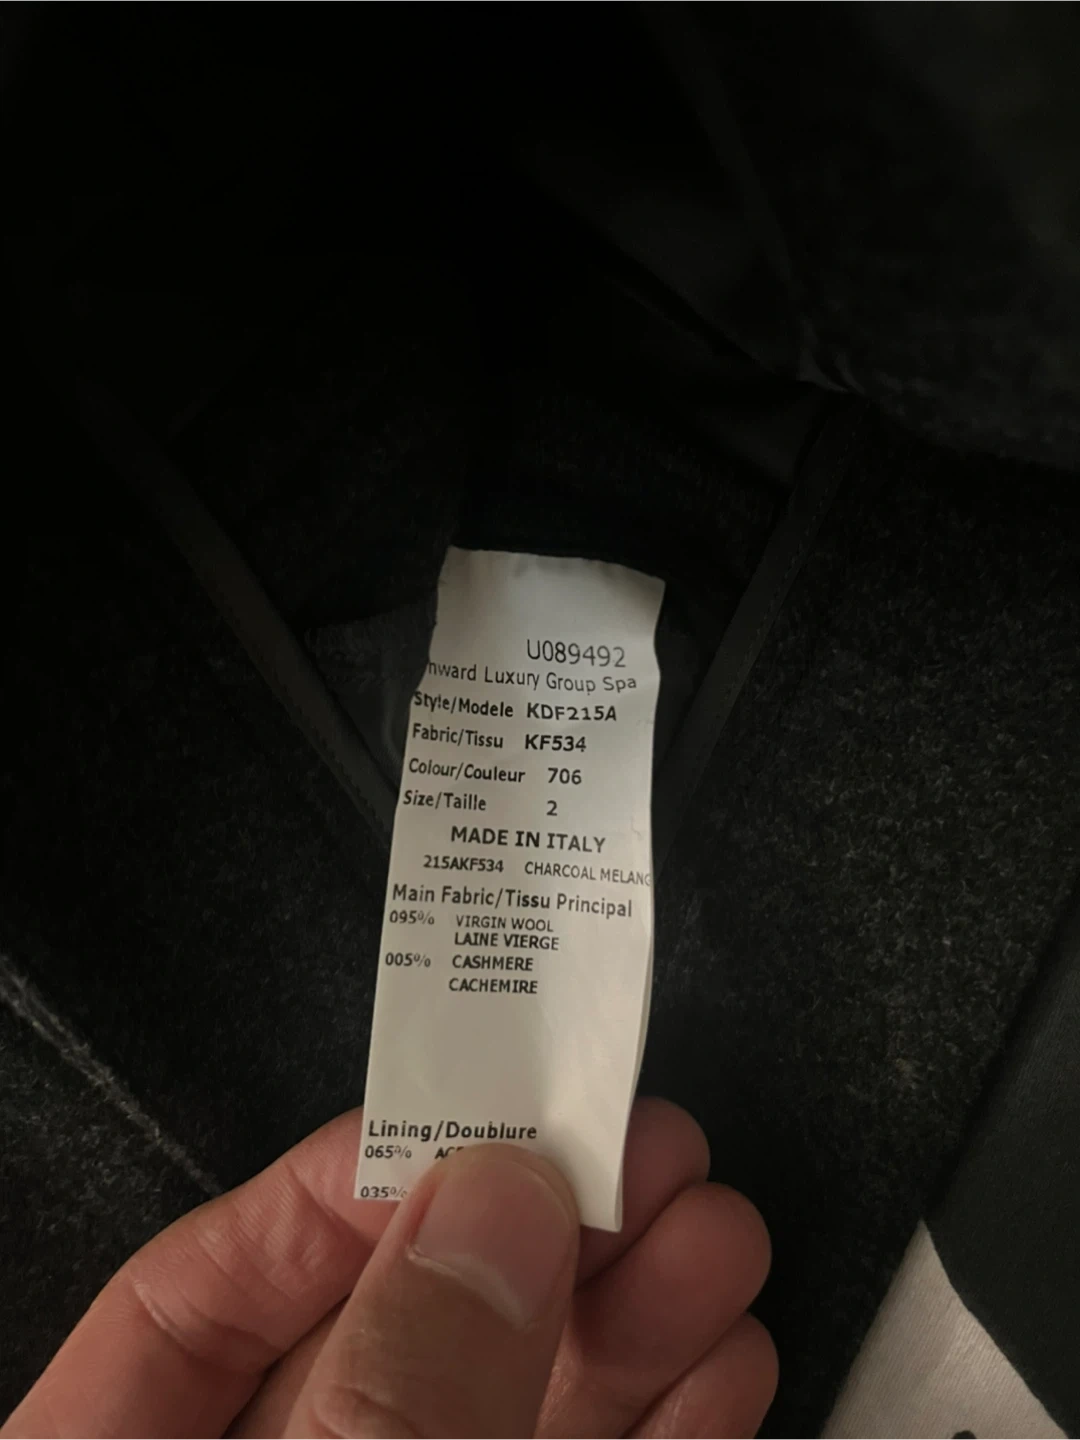 U089492
nward Luxury Group Spa
Style/Modele KDF215A
Fabric/Tissu KF534
Colour/Couleur 706
Size/Taille 2
MADE IN ITALY
215AKF534 CHARCOAL MELANG
Main Fabric/Tissu Principal
095% VIRGIN WOOL
LAINE VIERGE
005% CASHMERE
CACHEMIRE
Lining/Doublure
065%
035%